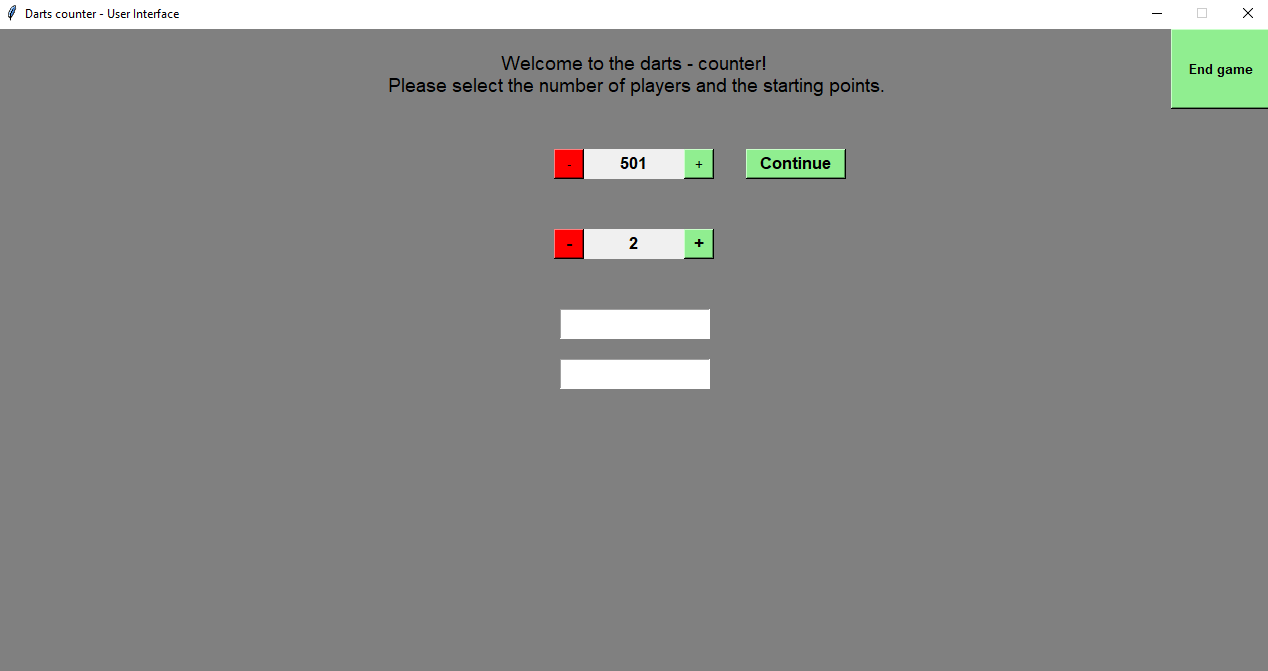 Darts counter - User Interface
End game
Welcome to the darts - counter!
Please select the number of players and the starting points.
- 501 + Continue
- 2 +